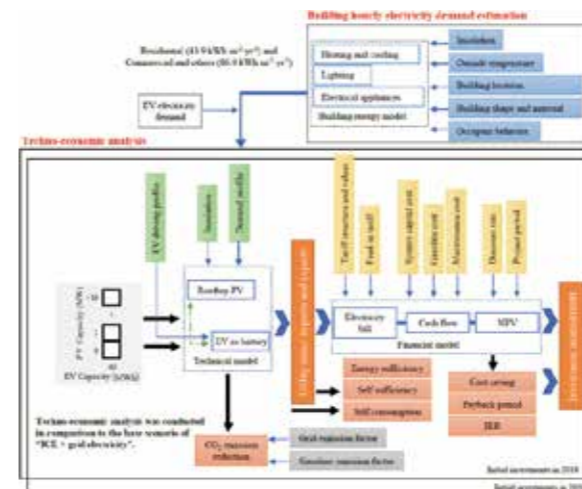 Building hourly electricity demand estimation
Residential (43.9 kWh m⁻² yr⁻¹) and
Commercial and others (86.9 kWh m⁻² yr⁻¹)
EV electricity
demand
Heating and cooling
Lighting
Electrical appliances
Building energy model
Insolation
Outside temperature
Building location
Building shape and material
Occupant behaviors
Techno-economic analysis
EV driving profile
Insolation
Demand profile
Tariff structure and values
Feed-in tariff
System capital cost
Gasoline cost
Maintenance cost
Discount rate
Project period
PV Capacity [MW]
EV Capacity [kWh]
Rooftop PV
EV as battery
Technical model
Electricity
bill
Cash flow
NPV
Financial model
Energy sufficiency
Self sufficiency
Self consumption
Cost saving
Payback period
IRR
Techno-economic analysis was conducted
in comparison to the base scenario of
"ICE + grid electricity".
CO₂ emission
reduction
Grid emission factor
Gasoline emission factor
Initial investments in 2018